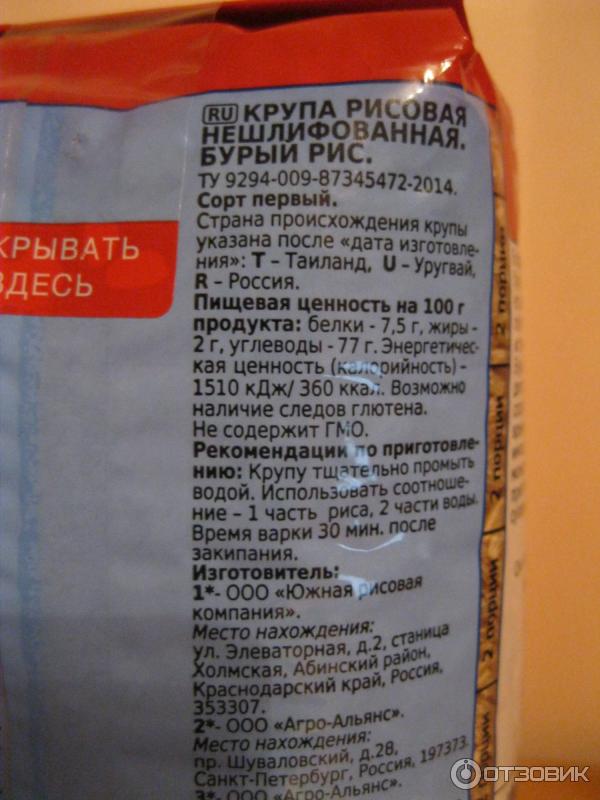 RU КРУПА РИСОВАЯ
НЕШЛИФОВАННАЯ.
БУРЫЙ РИС.
ТУ 9294-009-87345472-2014.
Сорт первый.
Страна происхождения крупы
указана после «дата изготовле-
ния»: T – Таиланд, U – Уругвай,
R – Россия.
Пищевая ценность на 100 г
продукта: белки - 7,5 г, жиры -
2 г, углеводы - 77 г. Энергетичес-
кая ценность (калорийность) -
1510 кДж/ 360 ккал. Возможно
наличие следов глютена.
Не содержит ГМО.
Рекомендации по приготовле-
нию: Крупу тщательно промыть
водой. Использовать соотноше-
ние – 1 часть риса, 2 части воды.
Время варки 30 мин. после
закипания.
Изготовитель:
1*- ООО «Южная рисовая
компания».
Место нахождения:
ул. Элеваторная, д.2, станица
Холмская, Абинский район,
Краснодарский край, Россия,
353307.
2*- ООО «Агро-Альянс».
Место нахождения:
пр. Шуваловский, д.28,
Санкт-Петербург, Россия, 197373.
3*- ООО «Агро-Альянс
КРЫВАТЬ
ЗДЕСЬ
2 порции
2 порции
2 порции
2 порции
ОТЗОВИК